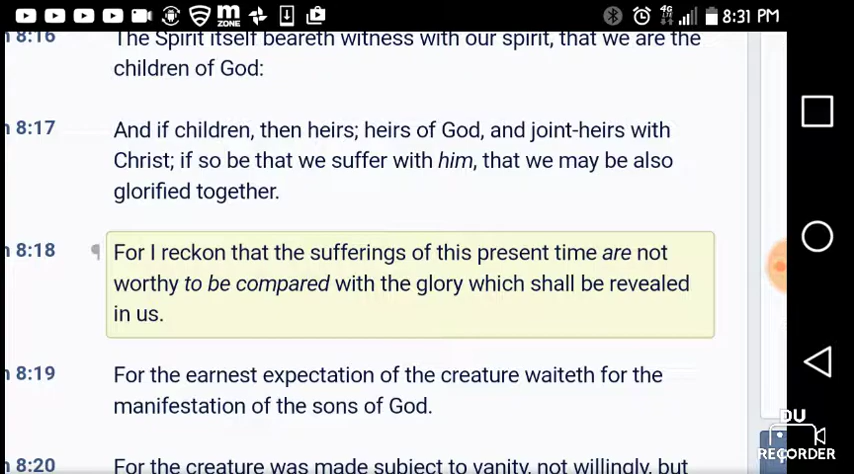 m
ZONE
4G
LTE
8:31 PM
n 8:16 The Spirit itself beareth witness with our spirit, that we are the
children of God:
n 8:17 And if children, then heirs; heirs of God, and joint-heirs with
Christ; if so be that we suffer with him, that we may be also
glorified together.
n 8:18 ¶ For I reckon that the sufferings of this present time are not
worthy to be compared with the glory which shall be revealed
in us.
n 8:19 For the earnest expectation of the creature waiteth for the
manifestation of the sons of God.
n 8:20 For the creature was made subject to vanity, not willingly, but
DU
RECORDER